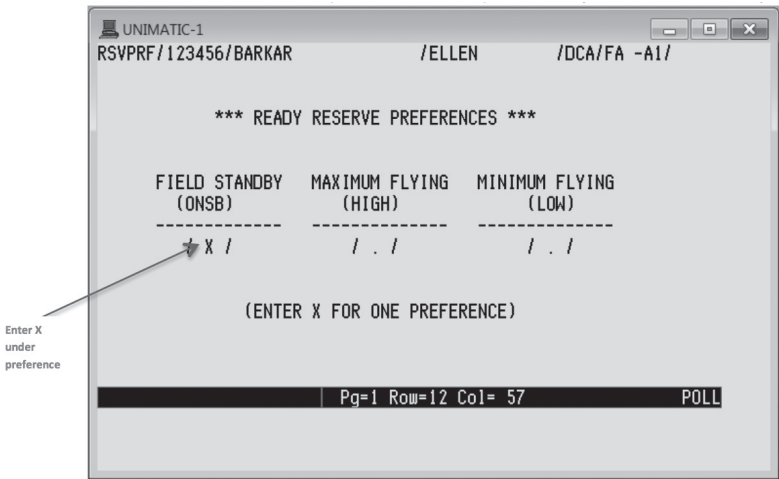 UNIMATIC-1
RSVPRF/123456/BARKAR /ELLEN /DCA/FA -A1/
*** READY RESERVE PREFERENCES ***
FIELD STANDBY MAXIMUM FLYING MINIMUM FLYING
(ONSB) (HIGH) (LOW)
------------- -------------- --------------
/ X / / . / / . /
(ENTER X FOR ONE PREFERENCE)
Enter X
under
preference
Pg=1 Row=12 Col= 57 POLL